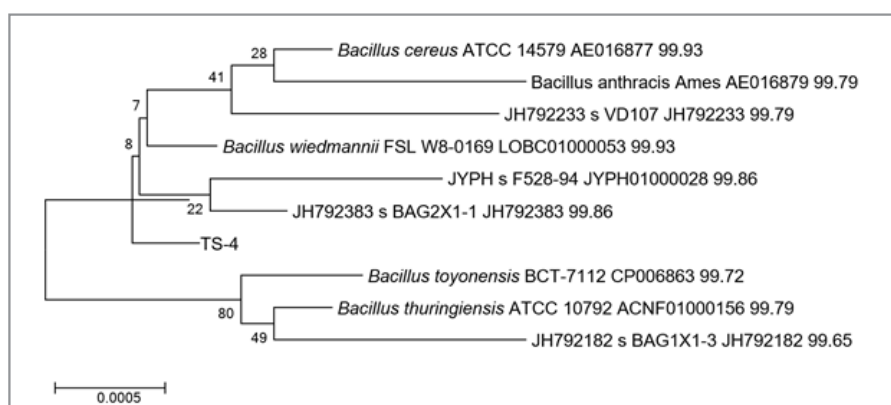 28
Bacillus cereus ATCC 14579 AE016877 99.93
41
Bacillus anthracis Ames AE016879 99.79
7
JH792233 s VD107 JH792233 99.79
8
Bacillus wiedmannii FSL W8-0169 LOBC01000053 99.93
JYPH s F528-94 JYPH01000028 99.86
22
JH792383 s BAG2X1-1 JH792383 99.86
TS-4
Bacillus toyonensis BCT-7112 CP006863 99.72
80
Bacillus thuringiensis ATCC 10792 ACNF01000156 99.79
49
JH792182 s BAG1X1-3 JH792182 99.65
0.0005